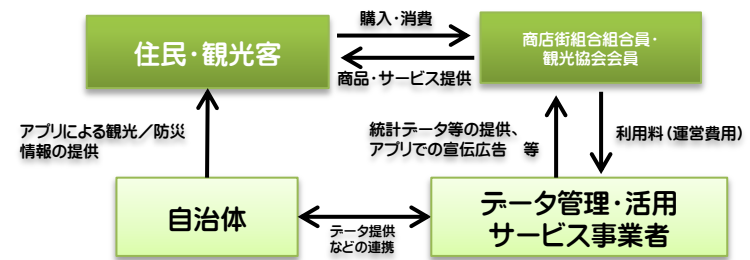 購入・消費
住民・観光客
商店街組合組合員・
観光協会会員
商品・サービス提供
アプリによる観光／防災
情報の提供
統計データ等の提供、
アプリでの宣伝広告　等
利用料（運営費用）
自治体
データ提供
などの連携
データ管理・活用
サービス事業者